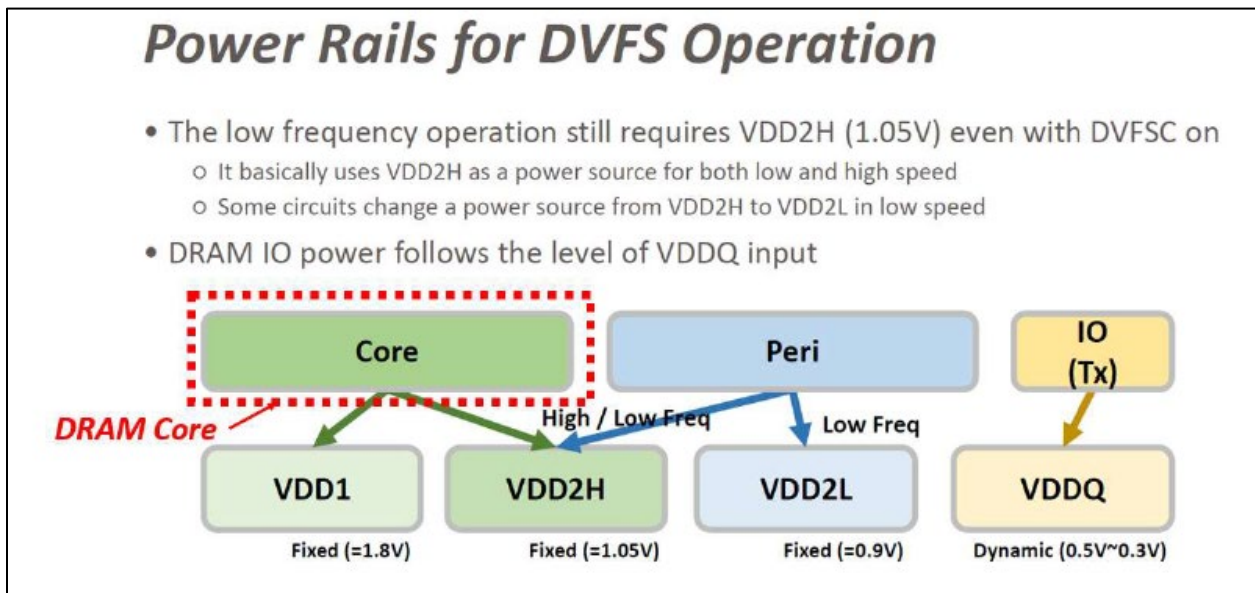 Power Rails for DVFS Operation
• The low frequency operation still requires VDD2H (1.05V) even with DVFSC on
○ It basically uses VDD2H as a power source for both low and high speed
○ Some circuits change a power source from VDD2H to VDD2L in low speed
• DRAM IO power follows the level of VDDQ input
Core
Peri
IO
(Tx)
DRAM Core
High / Low Freq
Low Freq
VDD1
VDD2H
VDD2L
VDDQ
Fixed (=1.8V)
Fixed (=1.05V)
Fixed (=0.9V)
Dynamic (0.5V~0.3V)